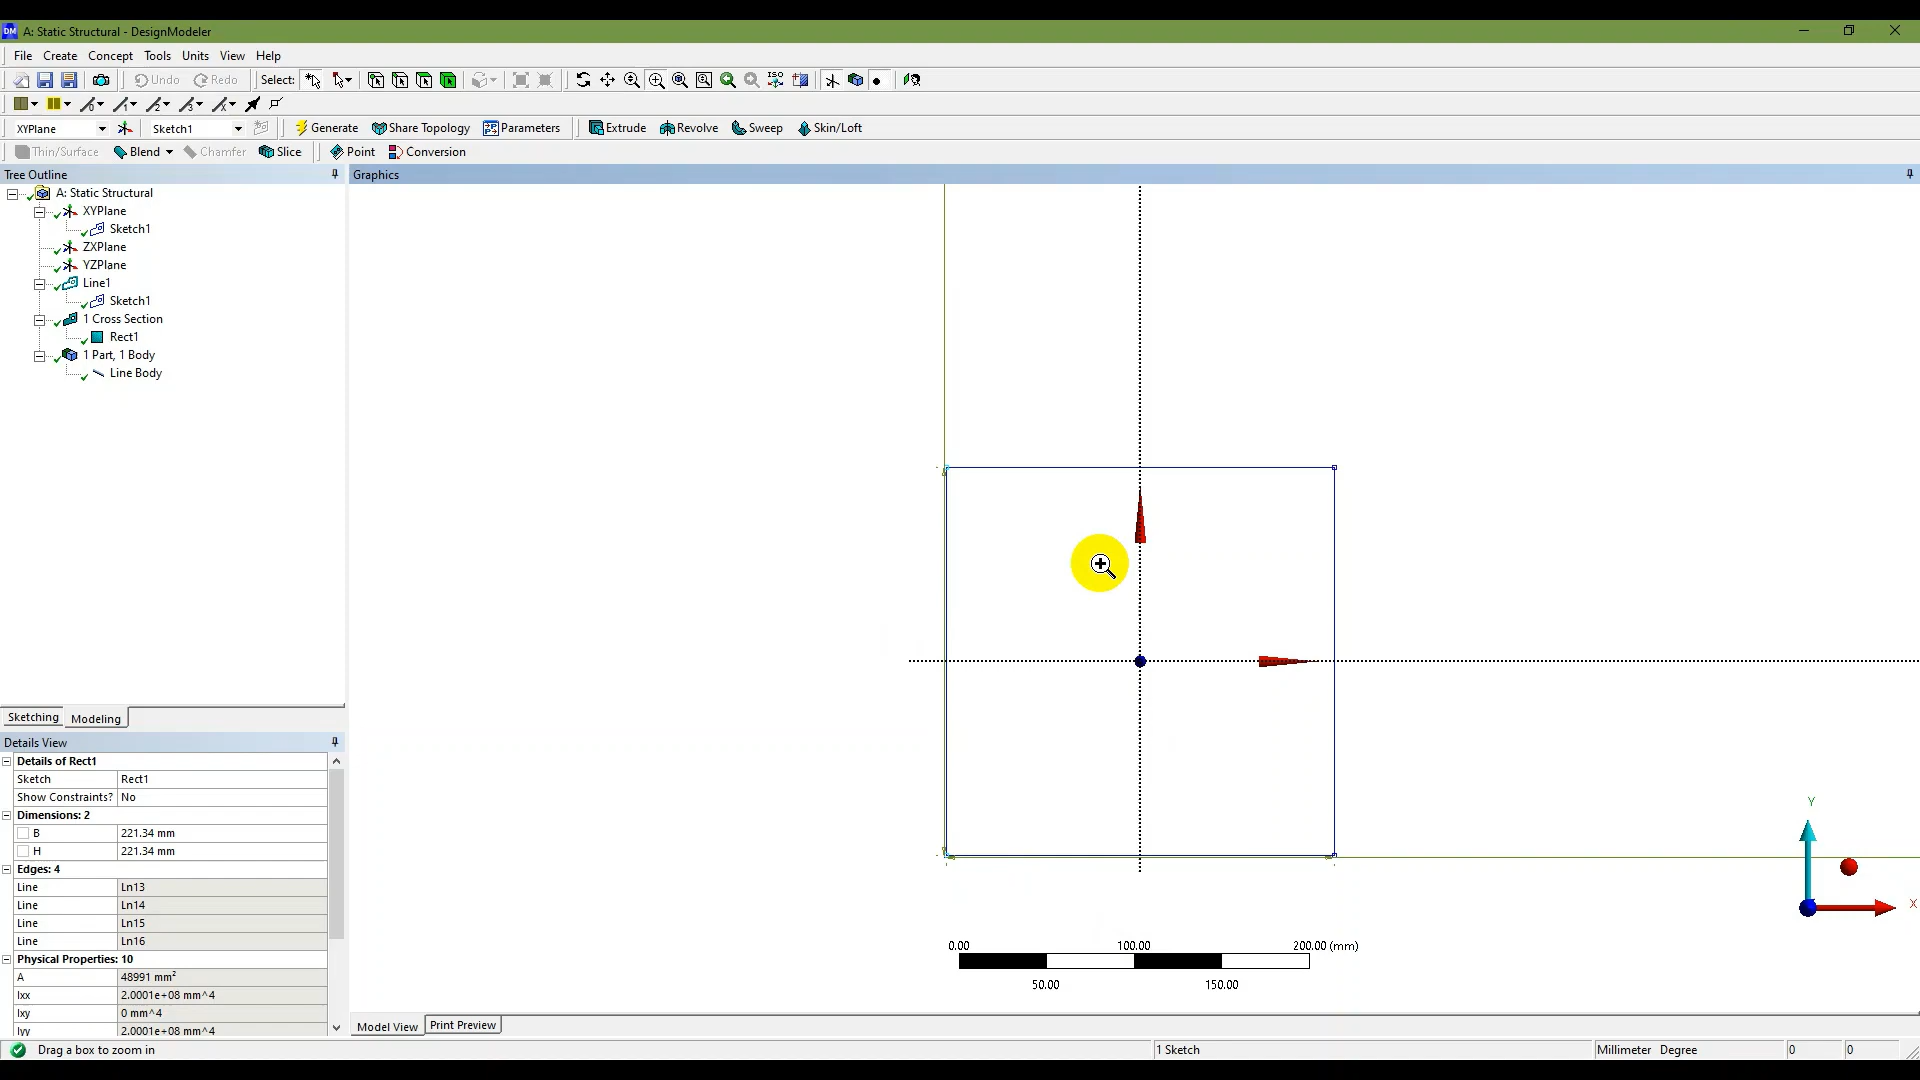 A: Static Structural - DesignModeler
File Create Concept Tools Units View Help
Undo Redo Select: ISO
XYPlane Sketch1 Generate Share Topology Parameters Extrude Revolve Sweep Skin/Loft
Thin/Surface Blend Chamfer Slice Point Conversion
Tree Outline
Graphics
A: Static Structural
XYPlane
Sketch1
ZXPlane
YZPlane
Line1
Sketch1
1 Cross Section
Rect1
1 Part, 1 Body
Line Body
Sketching Modeling
Details View
Details of Rect1
Sketch Rect1
Show Constraints? No
Dimensions: 2
B 221.34 mm
H 221.34 mm
Edges: 4
Line Ln13
Line Ln14
Line Ln15
Line Ln16
Physical Properties: 10
A 48991 mm²
Ixx 2.0001e+08 mm^4
Ixy 0 mm^4
Iyy 2.0001e+08 mm^4
Y
X
0.00 100.00 200.00 (mm)
50.00 150.00
Model View Print Preview
Drag a box to zoom in 1 Sketch Millimeter Degree 0 0